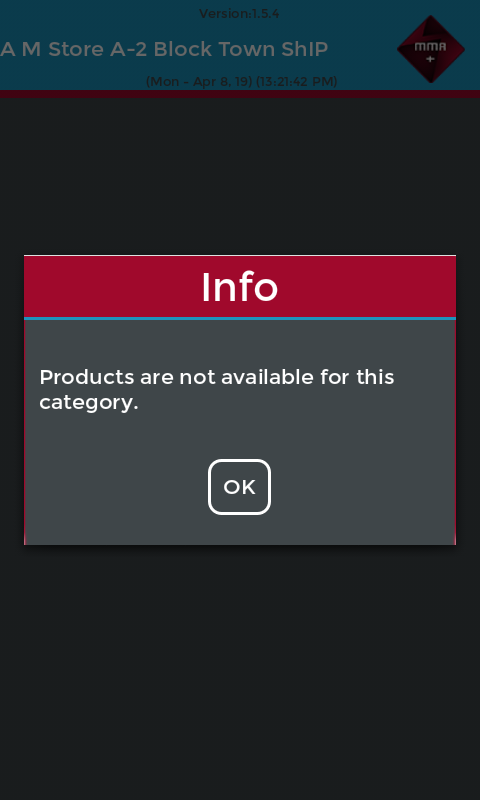 Version:1.5.4
A M Store A-2 Block Town ShIP
MMA
+
(Mon - Apr 8, 19) (13:21:42 PM)
Info
Products are not available for this
category.
OK